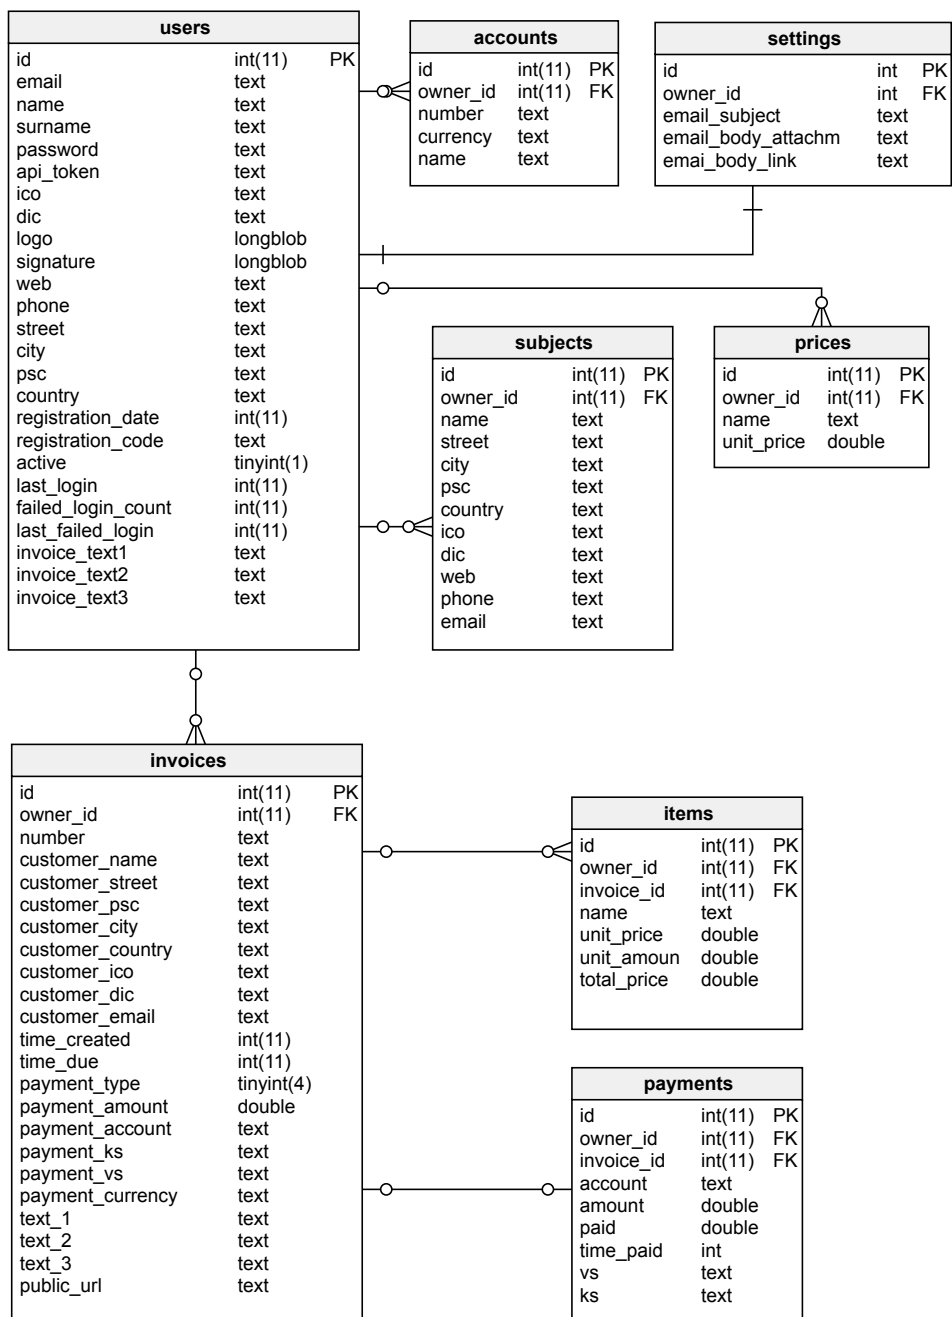 users
id int(11) PK
email text
name text
surname text
password text
api_token text
ico text
dic text
logo longblob
signature longblob
web text
phone text
street text
city text
psc text
country text
registration_date int(11)
registration_code text
active tinyint(1)
last_login int(11)
failed_login_count int(11)
last_failed_login int(11)
invoice_text1 text
invoice_text2 text
invoice_text3 text
accounts
id int(11) PK
owner_id int(11) FK
number text
currency text
name text
settings
id int PK
owner_id int FK
email_subject text
email_body_attachm text
emai_body_link text
subjects
id int(11) PK
owner_id int(11) FK
name text
street text
city text
psc text
country text
ico text
dic text
web text
phone text
email text
prices
id int(11) PK
owner_id int(11) FK
name text
unit_price double
invoices
id int(11) PK
owner_id int(11) FK
number text
customer_name text
customer_street text
customer_psc text
customer_city text
customer_country text
customer_ico text
customer_dic text
customer_email text
time_created int(11)
time_due int(11)
payment_type tinyint(4)
payment_amount double
payment_account text
payment_ks text
payment_vs text
payment_currency text
text_1 text
text_2 text
text_3 text
public_url text
items
id int(11) PK
owner_id int(11) FK
invoice_id int(11) FK
name text
unit_price double
unit_amoun double
total_price double
payments
id int(11) PK
owner_id int(11) FK
invoice_id int(11) FK
account text
amount double
paid double
time_paid int
vs text
ks text